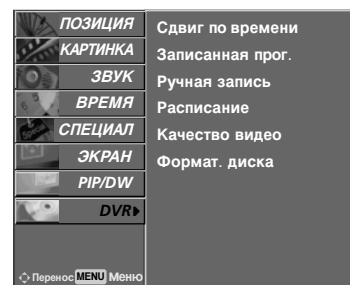 ПОЗИЦИЯ
КАРТИНКА
ЗВУК
ВРЕМЯ
СПЕЦИАЛ
ЭКРАН
PIP/DW
DVR
Сдвиг по времени
Записанная прог.
Ручная запись
Расписание
Качество видео
Формат. диска
Перенос MENU Меню